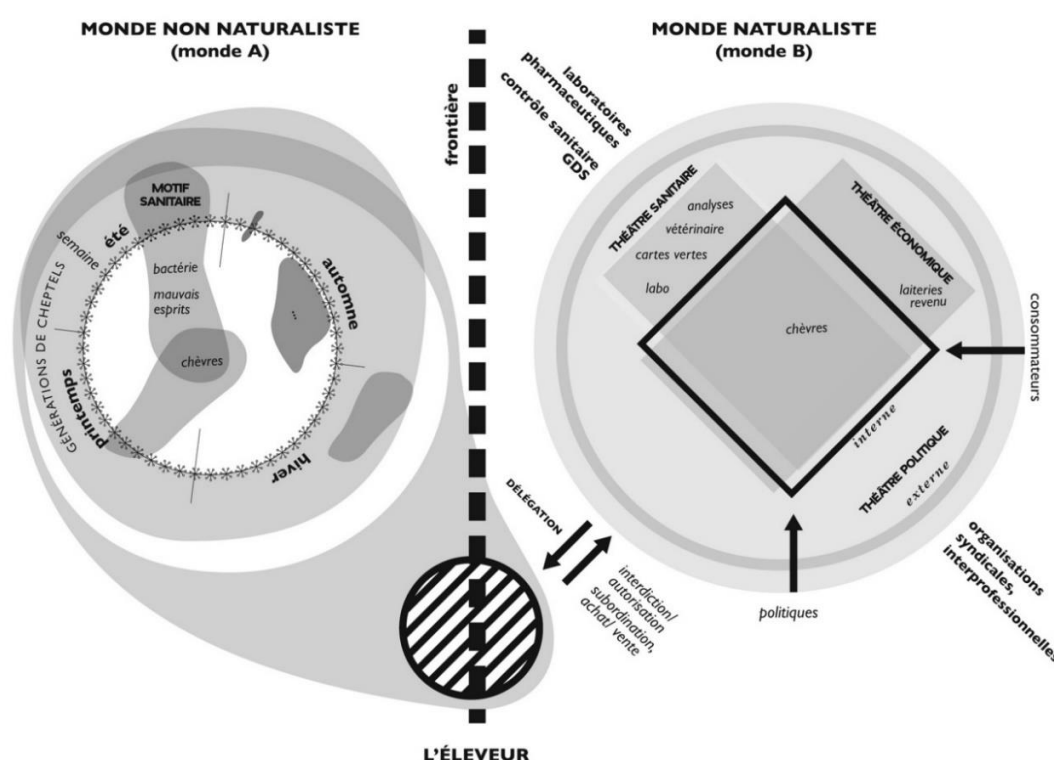 MONDE NON NATURALISTE
(monde A)
MONDE NATURALISTE
(monde B)
frontière
laboratoires
pharmaceutiques
contrôle sanitaire
GDS
MOTIF
SANITAIRE
semaine
été
GÉNÉRATIONS DE CHEPTELS
printemps
automne
hiver
bactérie
mauvais
esprits
chèvres
...
THÉÂTRE SANITAIRE
analyses
vétérinaire
cartes vertes
labo
THÉÂTRE ÉCONOMIQUE
laiteries
revenu
chèvres
consommateurs
interne
THÉÂTRE POLITIQUE
externe
DÉLÉGATION
interdiction/
autorisation
subordination,
achat/ vente
politiques
organisations
syndicales,
interprofessionnelles
L'ÉLEVEUR